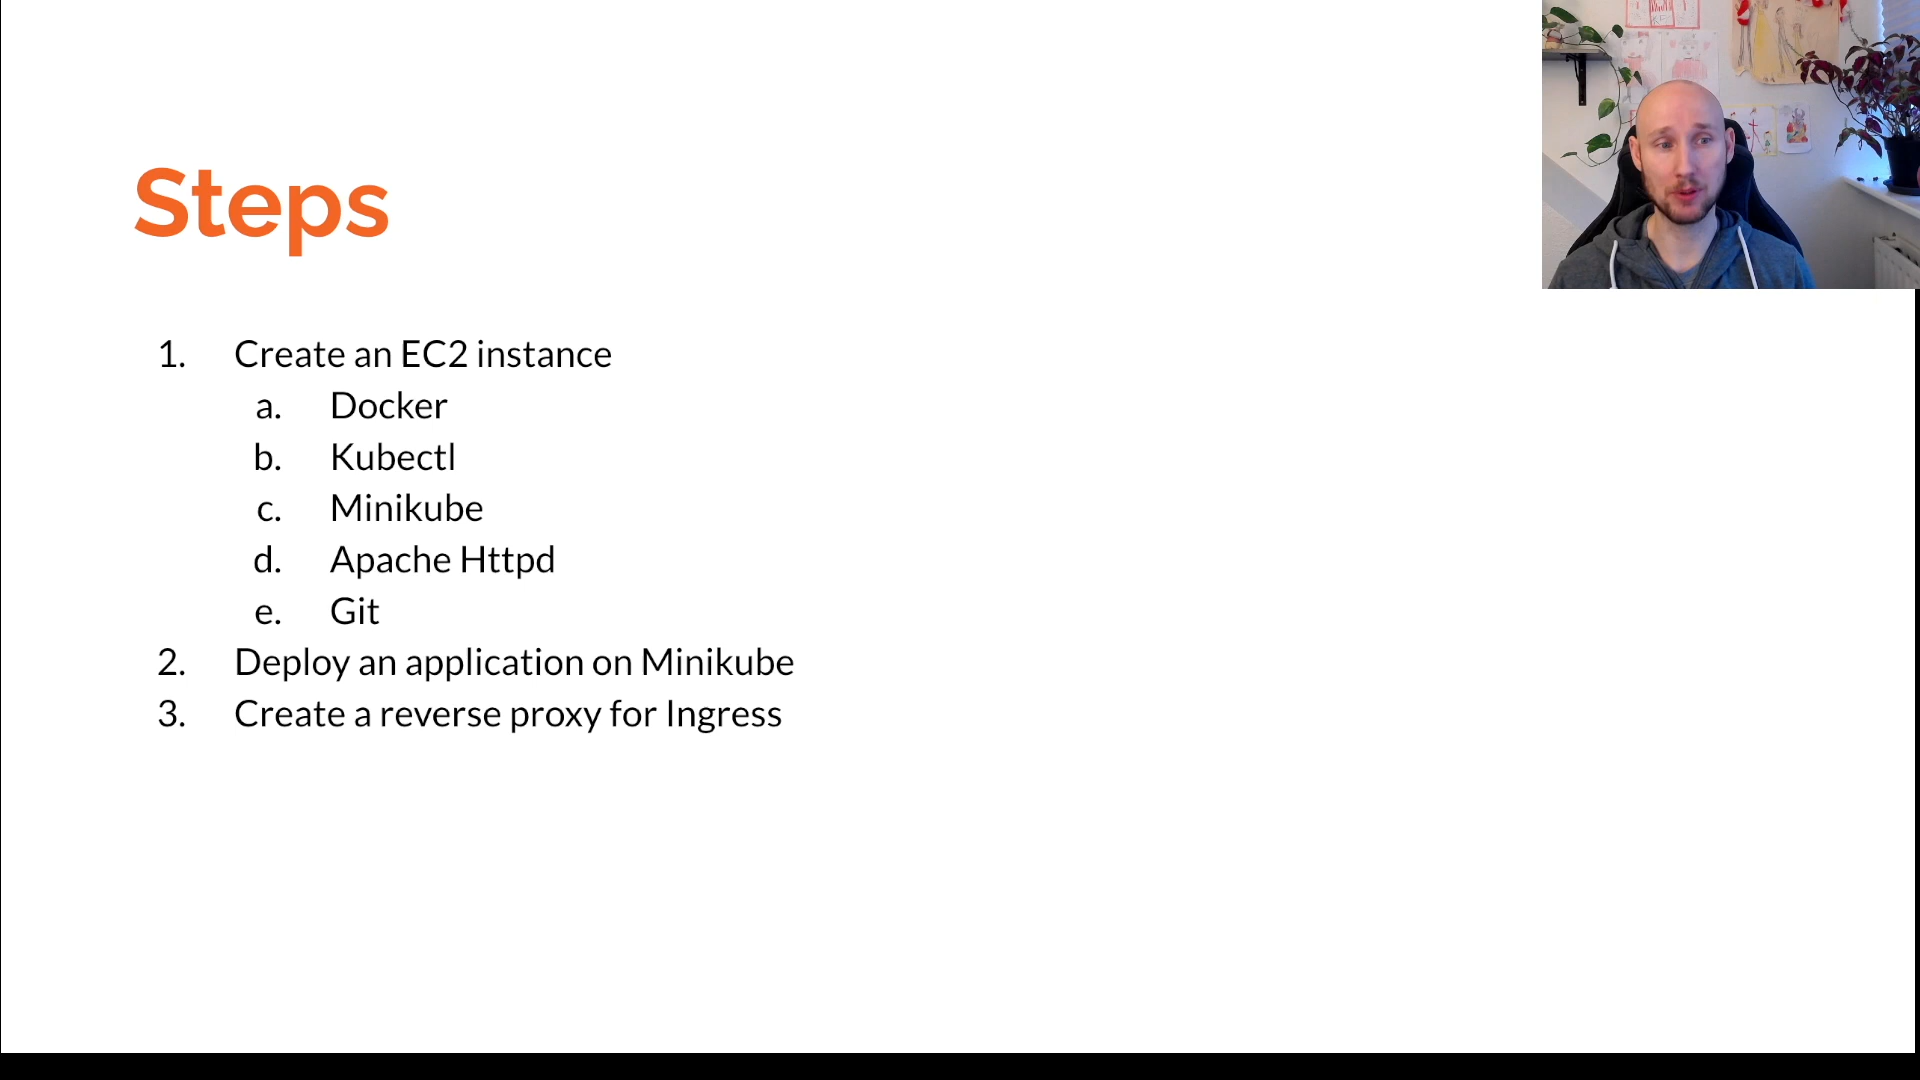 Steps
1. Create an EC2 instance
a. Docker
b. Kubectl
c. Minikube
d. Apache Httpd
e. Git
2. Deploy an application on Minikube
3. Create a reverse proxy for Ingress